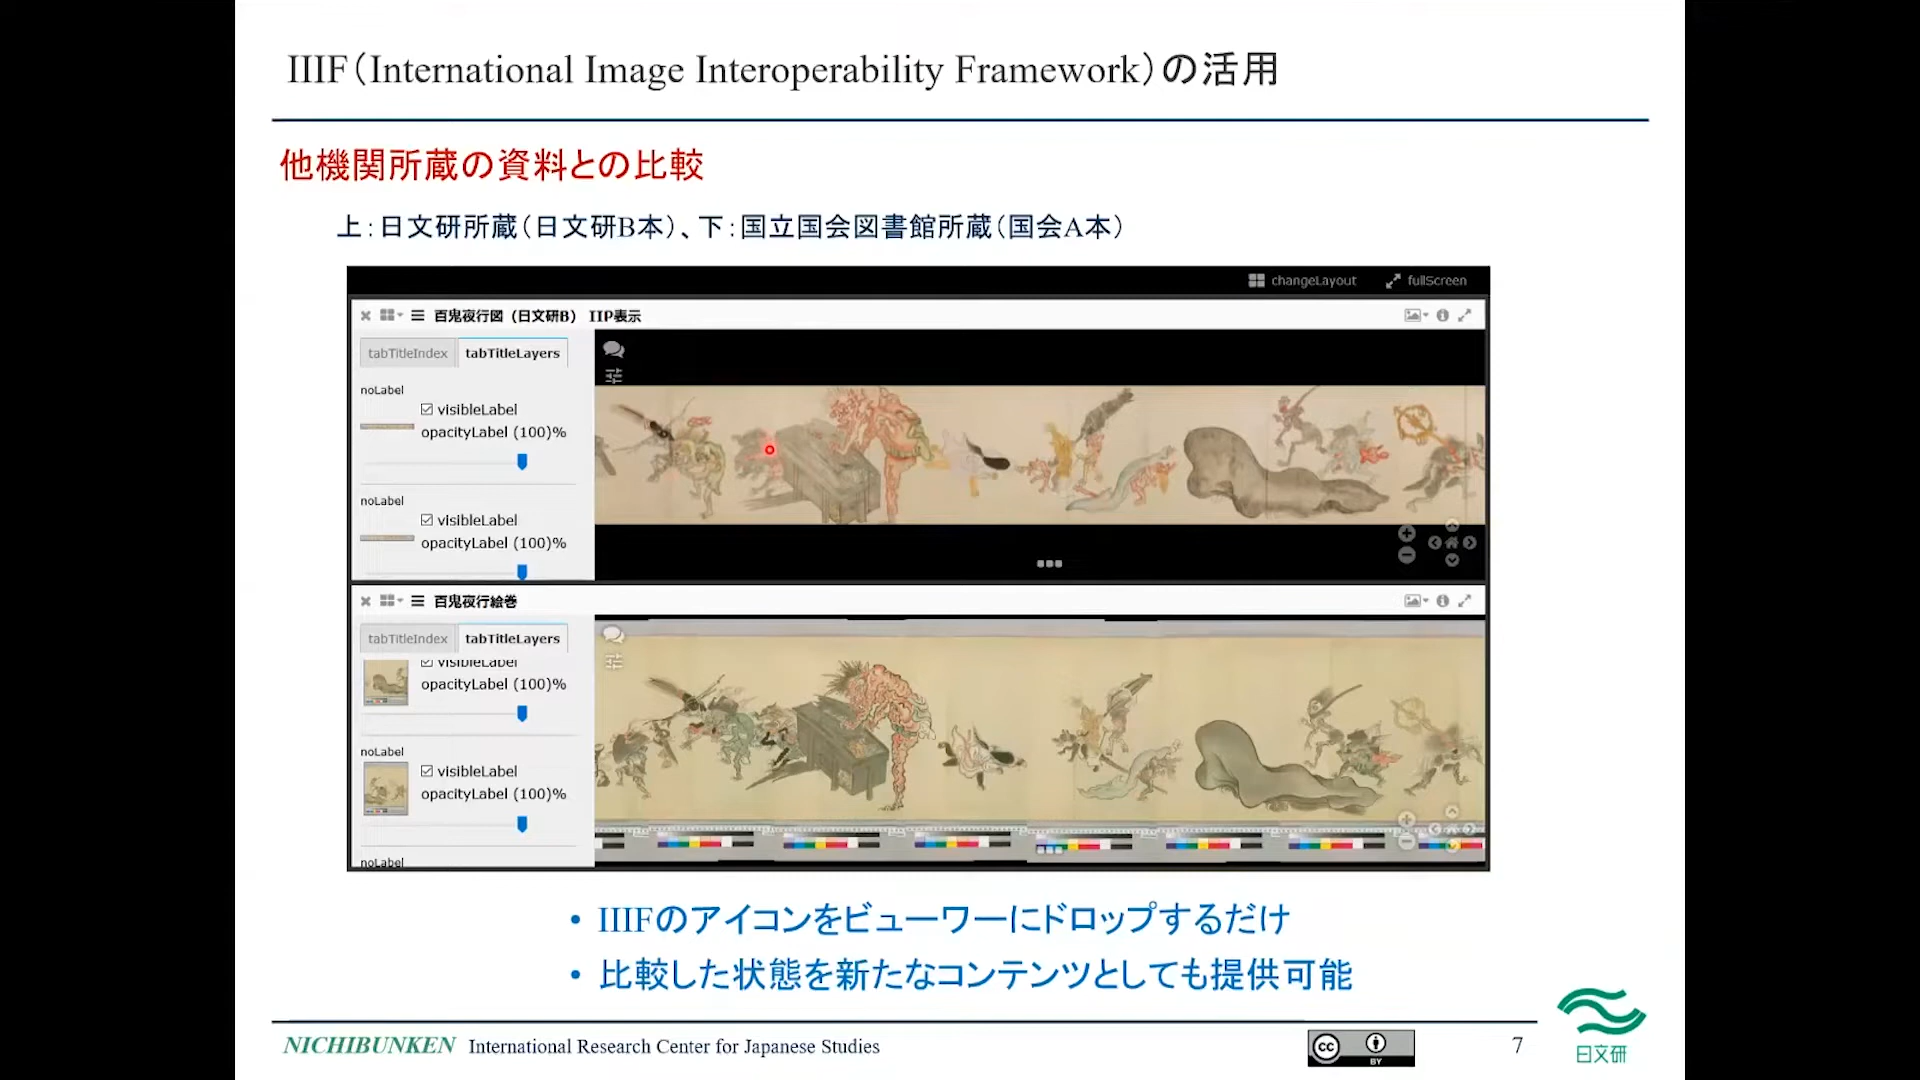 IIIF（International Image Interoperability Framework）の活用
他機関所蔵の資料との比較
上：日文研所蔵（日文研B本）、下：国立国会図書館所蔵（国会A本）
changeLayout fullScreen
百鬼夜行図（日文研B） IIP表示
tabTitleIndex tabTitleLayers
noLabel
visibleLabel
opacityLabel (100)%
noLabel
visibleLabel
opacityLabel (100)%
百鬼夜行絵巻
tabTitleIndex tabTitleLayers
visibleLabel
opacityLabel (100)%
noLabel
visibleLabel
opacityLabel (100)%
noLabel
• IIIFのアイコンをビューワーにドロップするだけ
• 比較した状態を新たなコンテンツとしても提供可能
NICHIBUNKEN International Research Center for Japanese Studies
cc BY
7
日文研